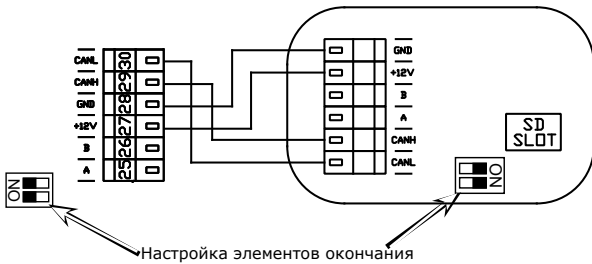 CANL 30 GND
CANH 29 +12V
GND 28 B
+12V 27 A
B 26 CANH
A 25 CANL
SD
SLOT
ON
ON
Настройка элементов окончания